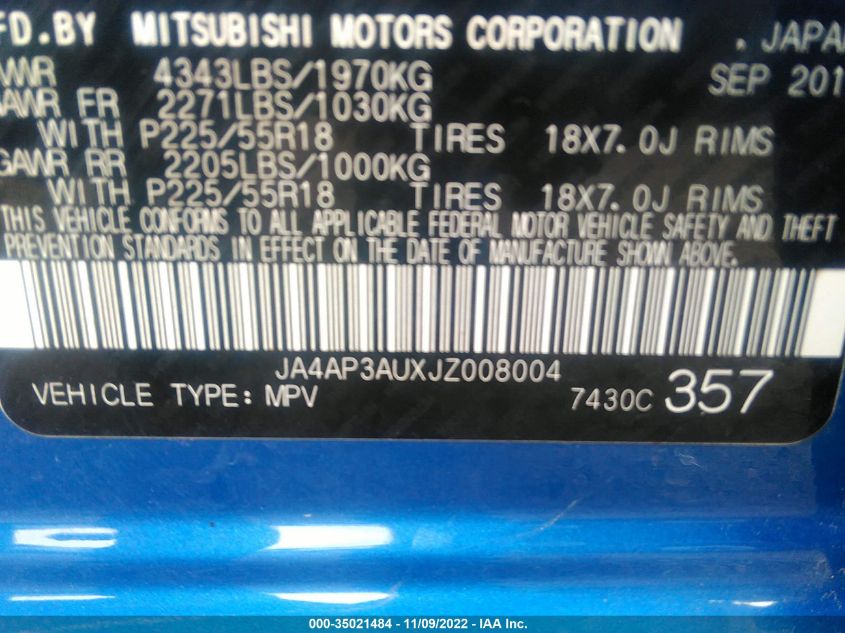 FD. BY MITSUBISHI MOTORS CORPORATION . JAPA
VWR 4343LBS/1970KG SEP 201
AWR FR 2271LBS/1030KG
WITH P225/55R18 TIRES 18X7.0J RIMS
GAWR RR 2205LBS/1000KG
WITH P225/55R18 TIRES 18X7.0J RIMS
THIS VEHICLE CONFORMS TO ALL APPLICABLE FEDERAL MOTOR VEHICLE SAFETY AND THEFT
PREVENTION STANDARDS IN EFFECT ON THE DATE OF MANUFACTURE SHOWN ABOVE.
JA4AP3AUXJZ008004
VEHICLE TYPE: MPV 7430C 357
000-35021484 - 11/09/2022 - IAA Inc.